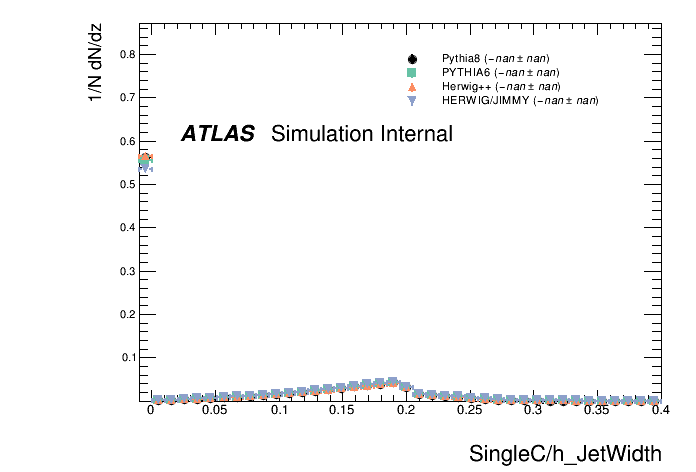 1/N dN/dz
0.8
0.7
0.6
0.5
0.4
0.3
0.2
0.1
Pythia8 (-nan ± nan)
PYTHIA6 (-nan ± nan)
Herwig++ (-nan ± nan)
HERWIG/JIMMY (-nan ± nan)
ATLAS Simulation Internal
0 0.05 0.1 0.15 0.2 0.25 0.3 0.35 0.4
SingleC/h_JetWidth